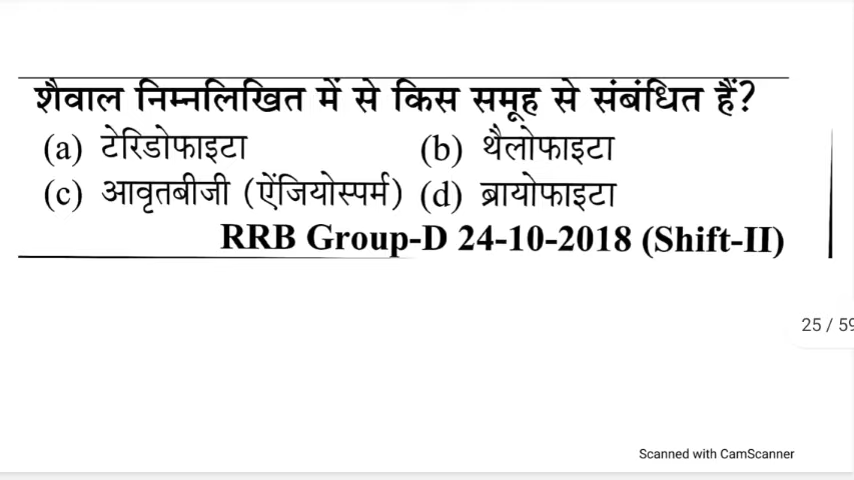 शैवाल निम्नलिखित में से किस समूह से संबंधित हैं?
(a) टेरिडोफाइटा (b) थैलोफाइटा
(c) आवृतबीजी (ऐंजियोस्पर्म) (d) ब्रायोफाइटा
RRB Group-D 24-10-2018 (Shift-II)
25 / 59
Scanned with CamScanner